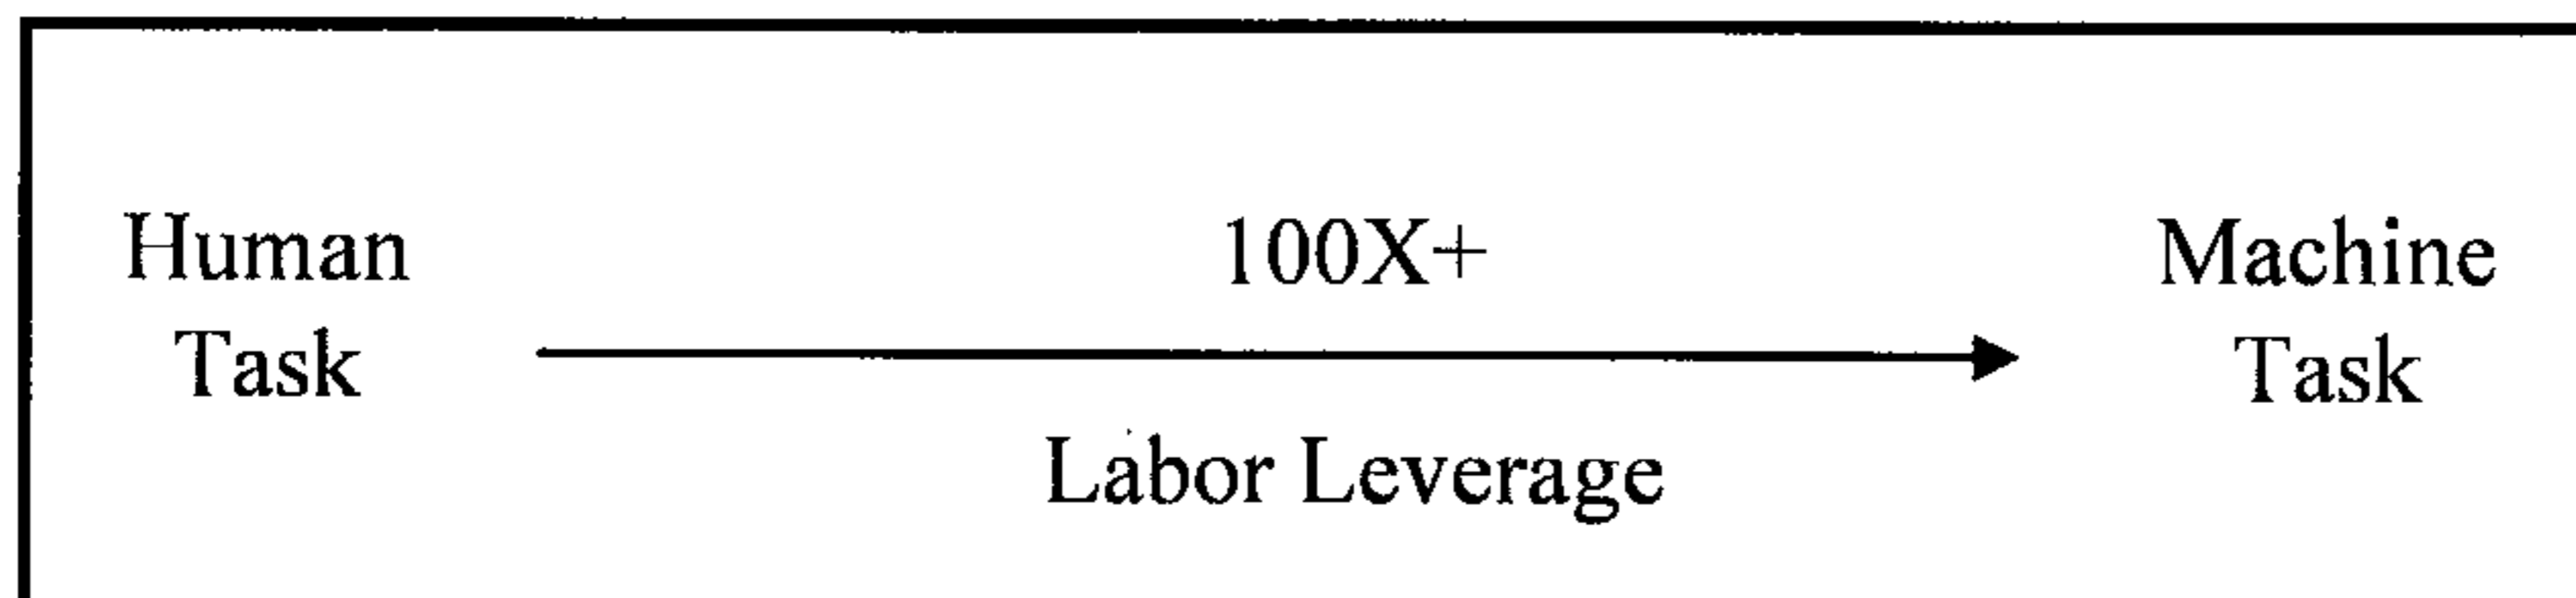 Human
Task
100X+
Labor Leverage
Machine
Task